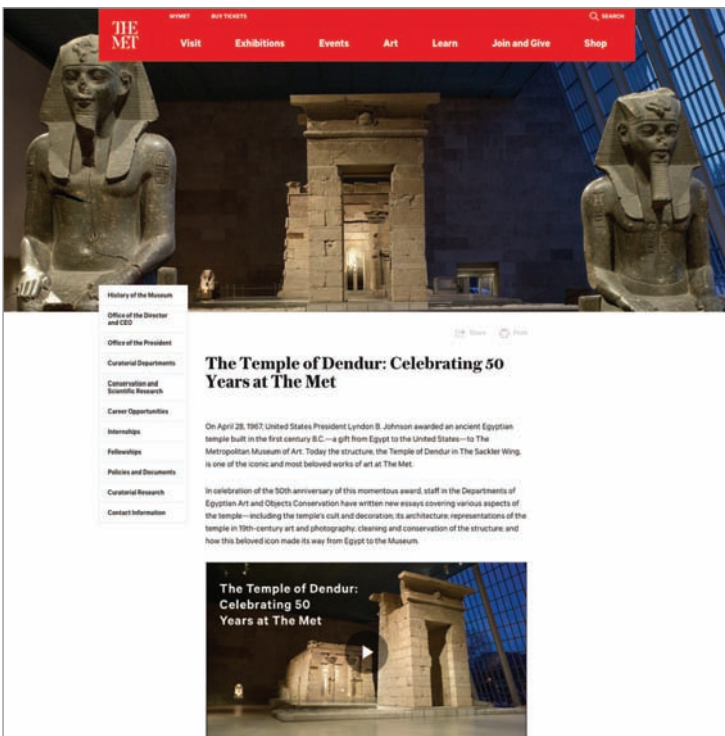 THE
MET
MYMET BUY TICKETS SEARCH
Visit Exhibitions Events Art Learn Join and Give Shop
History of the Museum
Office of the Director
and CEO
Office of the President
Curatorial Departments
Conservation and
Scientific Research
Career Opportunities
Internships
Fellowships
Policies and Documents
Curatorial Research
Contact Information
Share Print
The Temple of Dendur: Celebrating 50
Years at The Met
On April 28, 1967, United States President Lyndon B. Johnson awarded an ancient Egyptian
temple built in the first century B.C.—a gift from Egypt to the United States—to The
Metropolitan Museum of Art. Today the structure, the Temple of Dendur in The Sackler Wing,
is one of the iconic and most beloved works of art at The Met.
In celebration of the 50th anniversary of this momentous award, staff in the Departments of
Egyptian Art and Objects Conservation have written new essays covering various aspects of
the temple—including the temple's cult and decoration; its architecture; representations of the
temple in 19th-century art and photography; cleaning and conservation of the structure; and
how this beloved icon made its way from Egypt to the Museum.
The Temple of Dendur:
Celebrating 50
Years at The Met